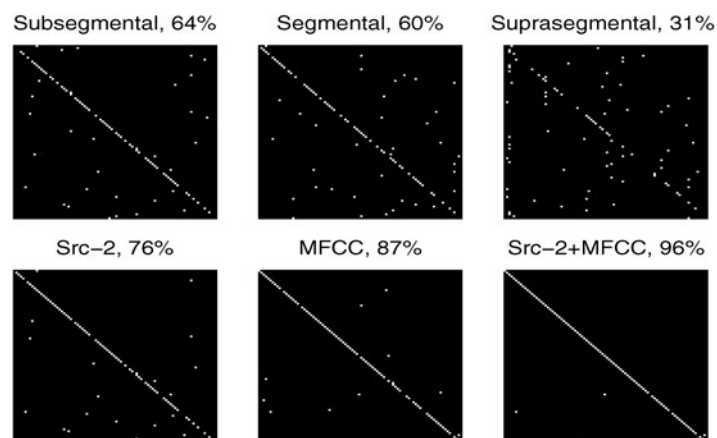 Subsegmental, 64%
Segmental, 60%
Suprasegmental, 31%
Src−2, 76%
MFCC, 87%
Src−2+MFCC, 96%